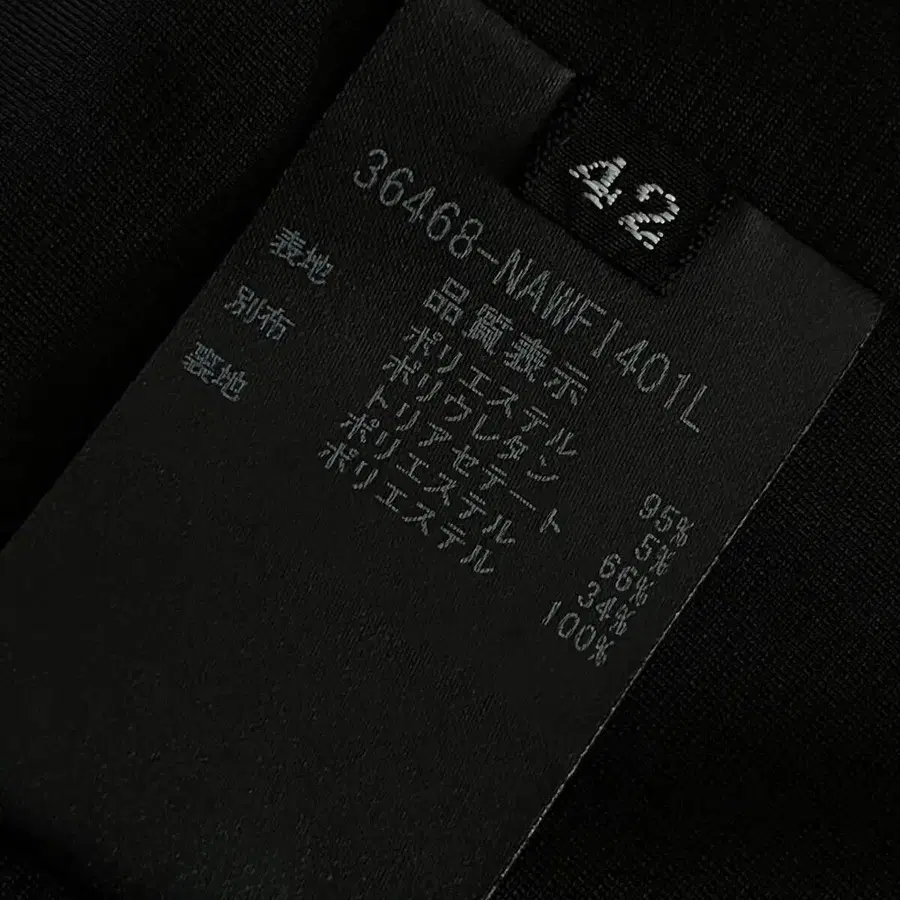 42
36468-NAWFI401L
品質表示
表地 ポリエステル 95%
ポリウレタン 5%
別布 トリアセテート 66%
ポリエステル 34%
裏地 ポリエステル 100%